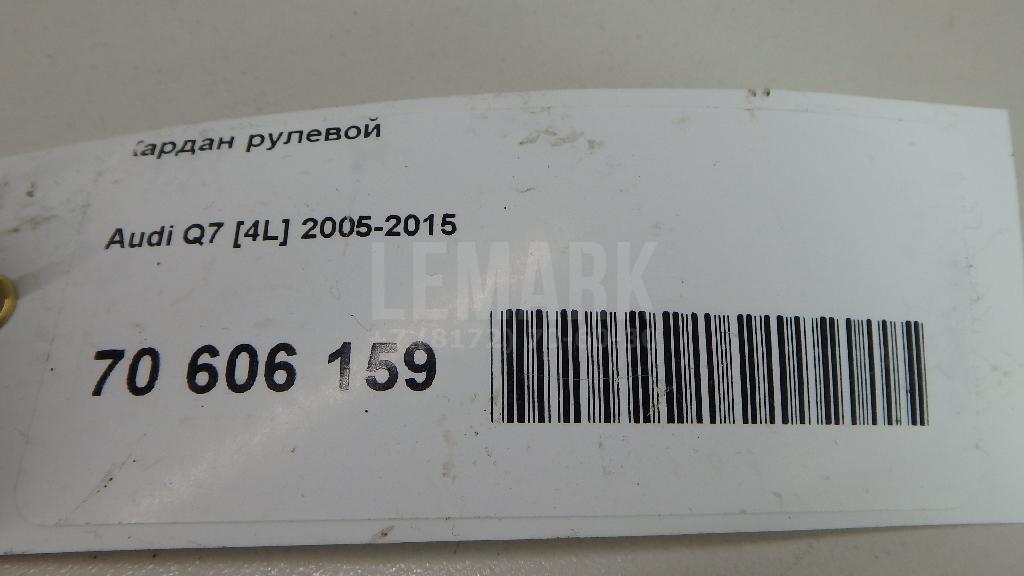 Кардан рулевой
Audi Q7 [4L] 2005-2015
LEMARK
70 606 159